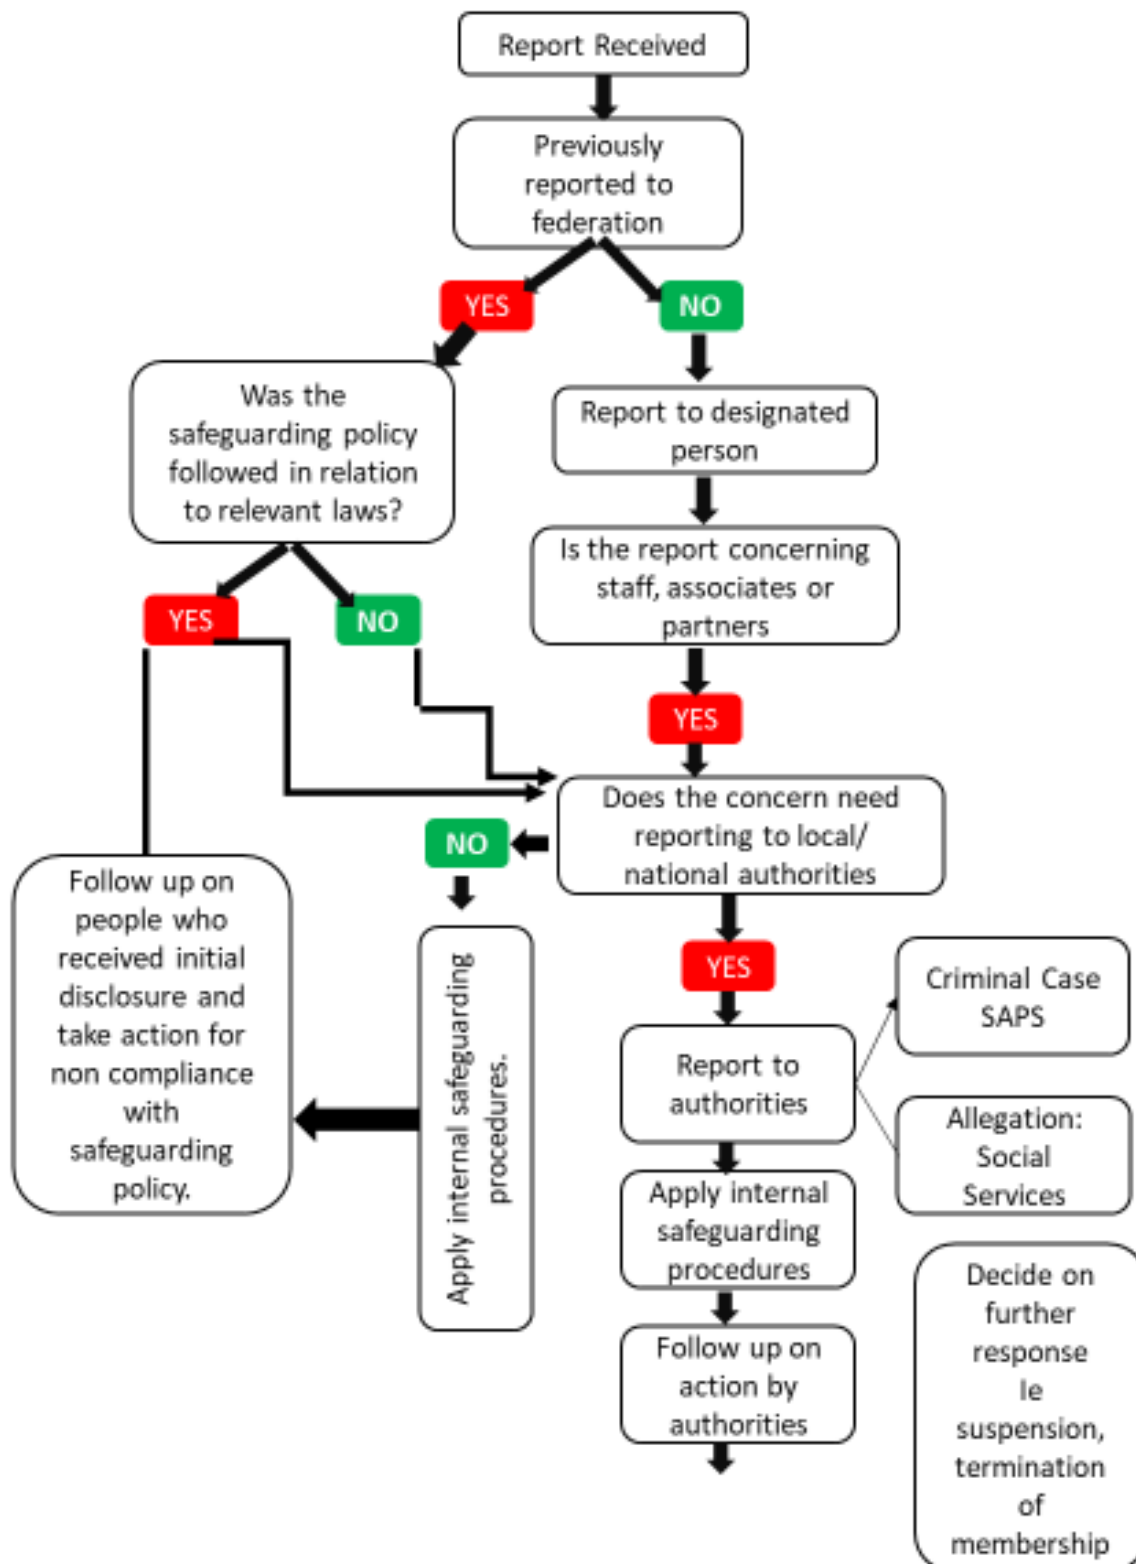 Report Received
Previously
reported to
federation
YES
NO
Was the
safeguarding policy
followed in relation
to relevant laws?
Report to designated
person
Is the report concerning
staff, associates or
partners
YES
NO
YES
Does the concern need
reporting to local/
national authorities
NO
Follow up on
people who
received initial
disclosure and
take action for
non compliance
with
safeguarding
policy.
Apply internal safeguarding
procedures.
YES
Report to
authorities
Criminal Case
SAPS
Allegation:
Social
Services
Apply internal
safeguarding
procedures
Follow up on
action by
authorities
Decide on
further
response
Ie
suspension,
termination
of
membership